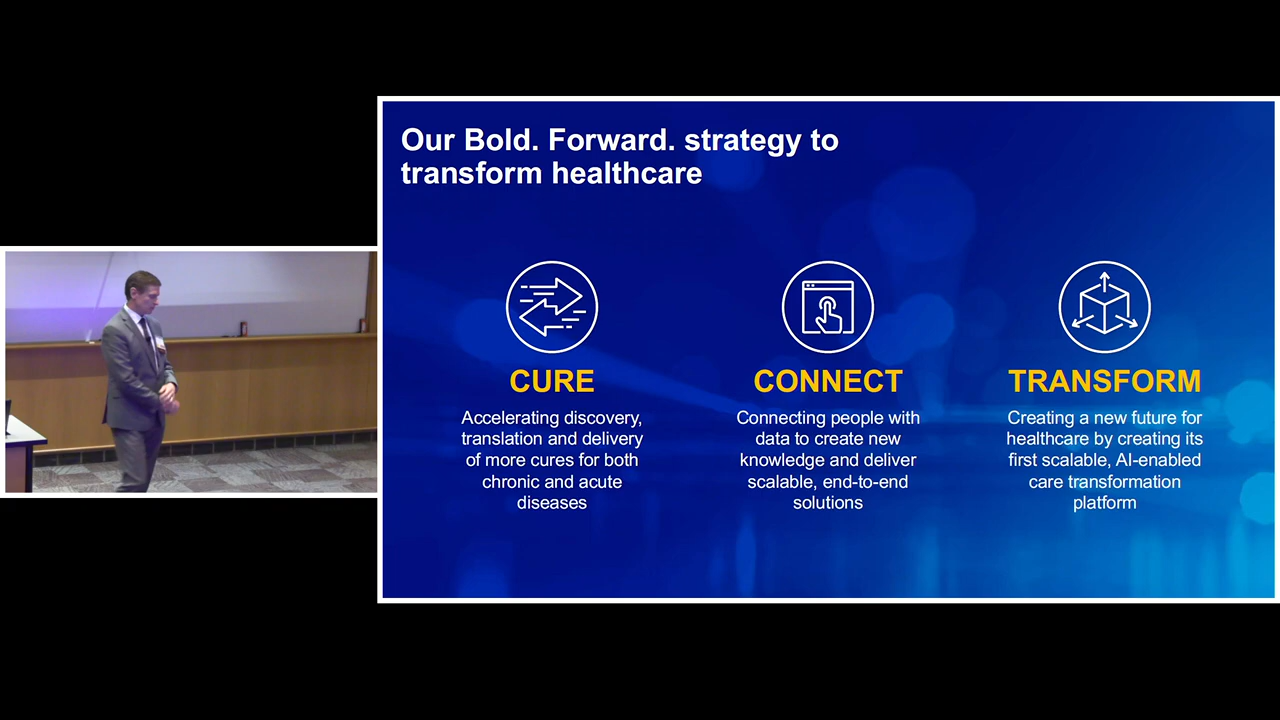 Our Bold. Forward. strategy to
transform healthcare
CURE
Accelerating discovery,
translation and delivery
of more cures for both
chronic and acute
diseases
CONNECT
Connecting people with
data to create new
knowledge and deliver
scalable, end-to-end
solutions
TRANSFORM
Creating a new future for
healthcare by creating its
first scalable, AI-enabled
care transformation
platform